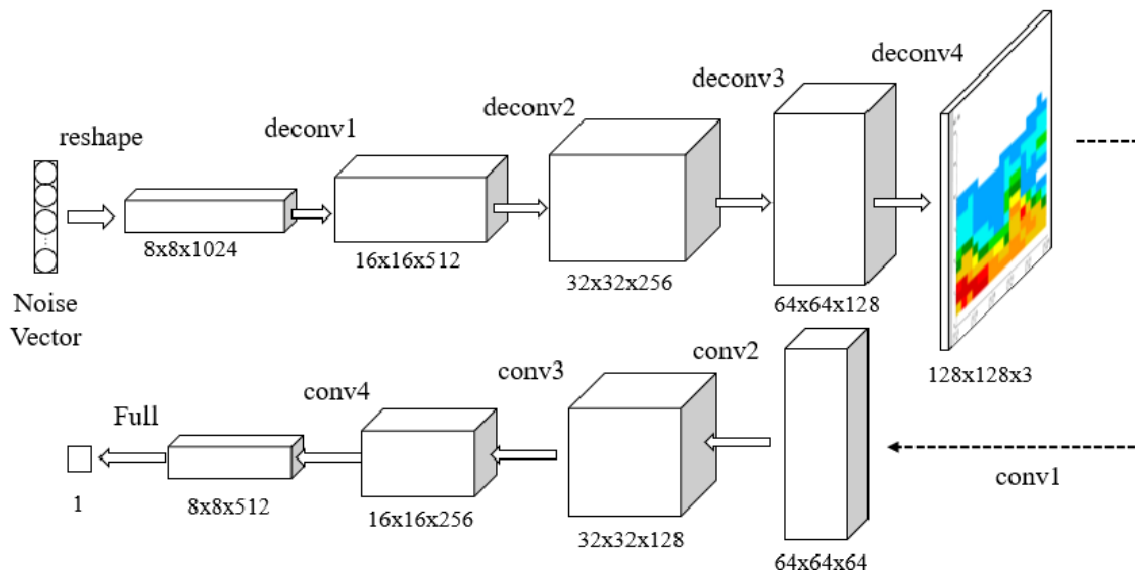 deconv4
deconv3
deconv2
deconv1
reshape
8x8x1024
16x16x512
32x32x256
64x64x128
128x128x3
Noise
Vector
conv1
conv2
conv3
conv4
Full
64x64x64
32x32x128
16x16x256
8x8x512
1